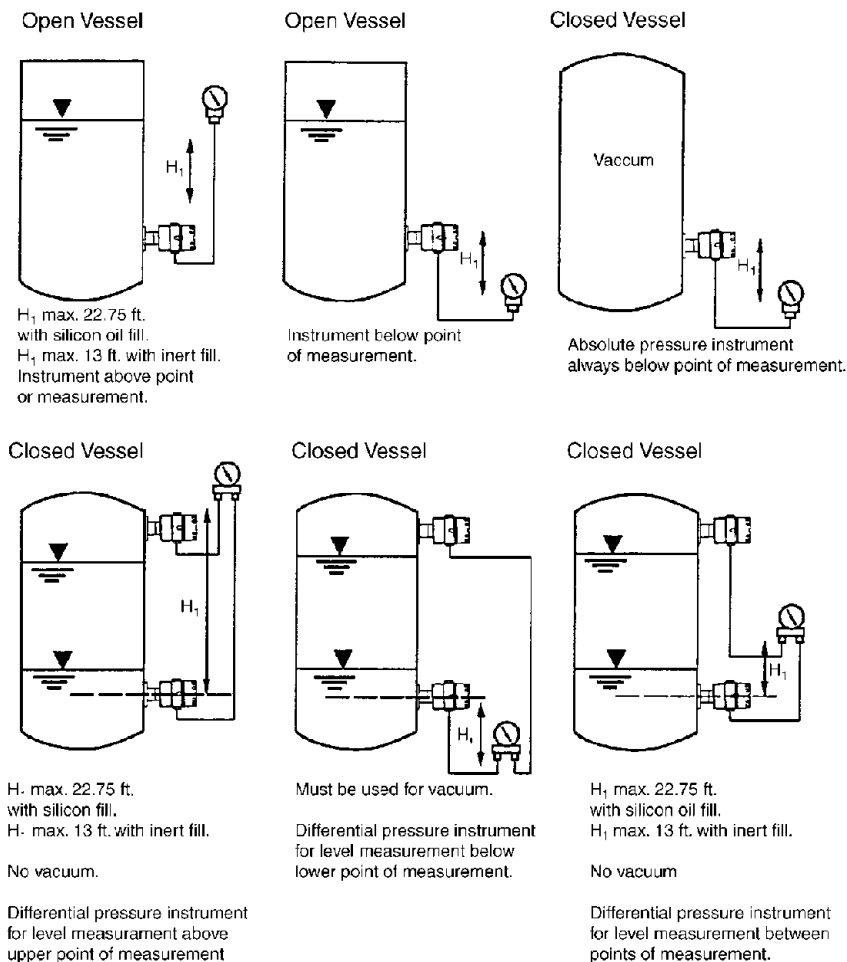 Open Vessel
H₁
H₁ max. 22.75 ft.
with silicon oil fill.
H₁ max. 13 ft. with inert fill.
Instrument above point
or measurement.
Open Vessel
H₁
Instrument below point
of measurement.
Closed Vessel
Vaccum
H₁
Absolute pressure instrument
always below point of measurement.
Closed Vessel
H₁
H. max. 22.75 ft.
with silicon fill.
H. max. 13 ft. with inert fill.
No vacuum.
Differential pressure instrument
for level measurament above
upper point of measurement
Closed Vessel
H,
Must be used for vacuum.
Differential pressure instrument
for level measurement below
lower point of measurement.
Closed Vessel
H₁
H₁ max. 22.75 ft.
with silicon oil fill.
H₁ max. 13 ft. with inert fill.
No vacuum
Differential pressure instrument
for level measurement between
points of measurement.